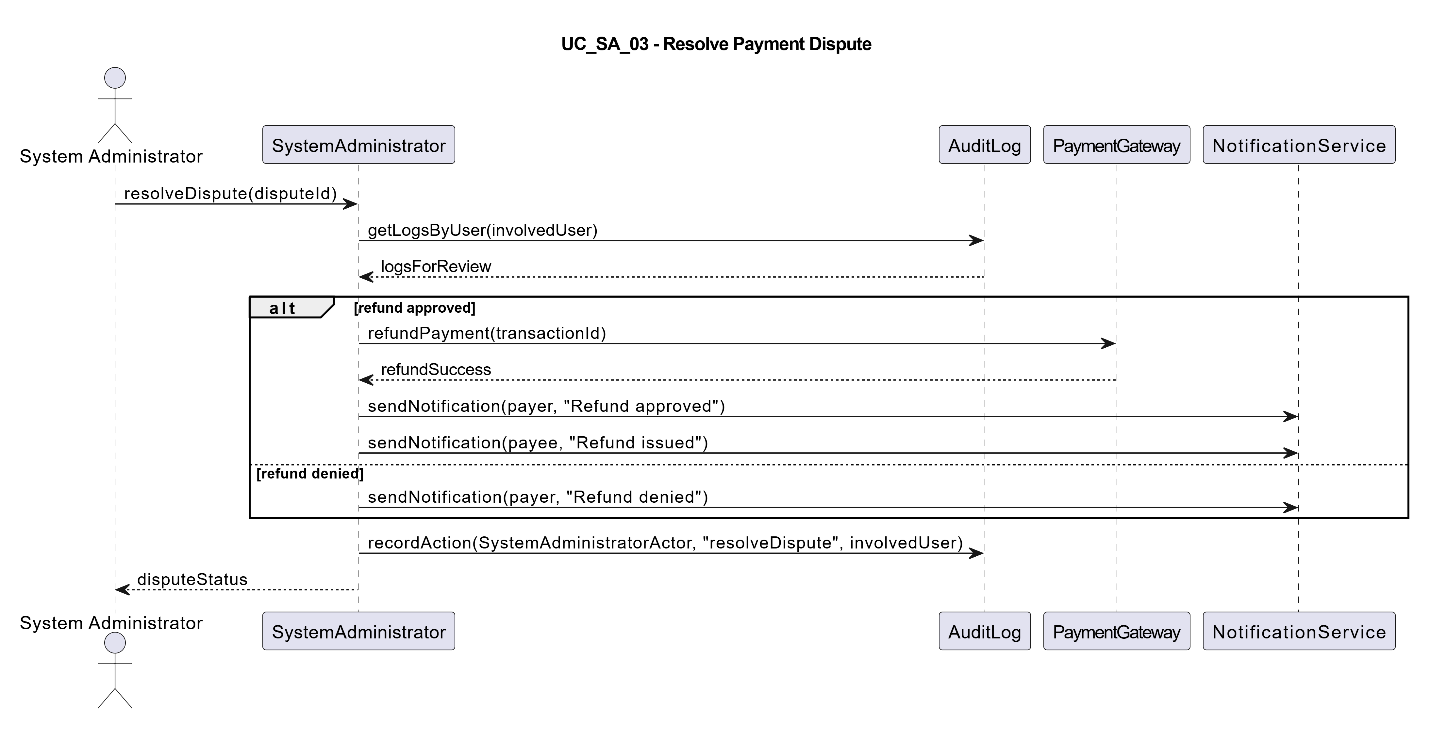 UC_SA_03 - Resolve Payment Dispute
System Administrator
SystemAdministrator
AuditLog
PaymentGateway
NotificationService
resolveDispute(disputeId)
getLogsByUser(involvedUser)
logsForReview
alt
[refund approved]
refundPayment(transactionId)
refundSuccess
sendNotification(payer, "Refund approved")
sendNotification(payee, "Refund issued")
[refund denied]
sendNotification(payer, "Refund denied")
recordAction(SystemAdministratorActor, "resolveDispute", involvedUser)
disputeStatus
System Administrator
SystemAdministrator
AuditLog
PaymentGateway
NotificationService